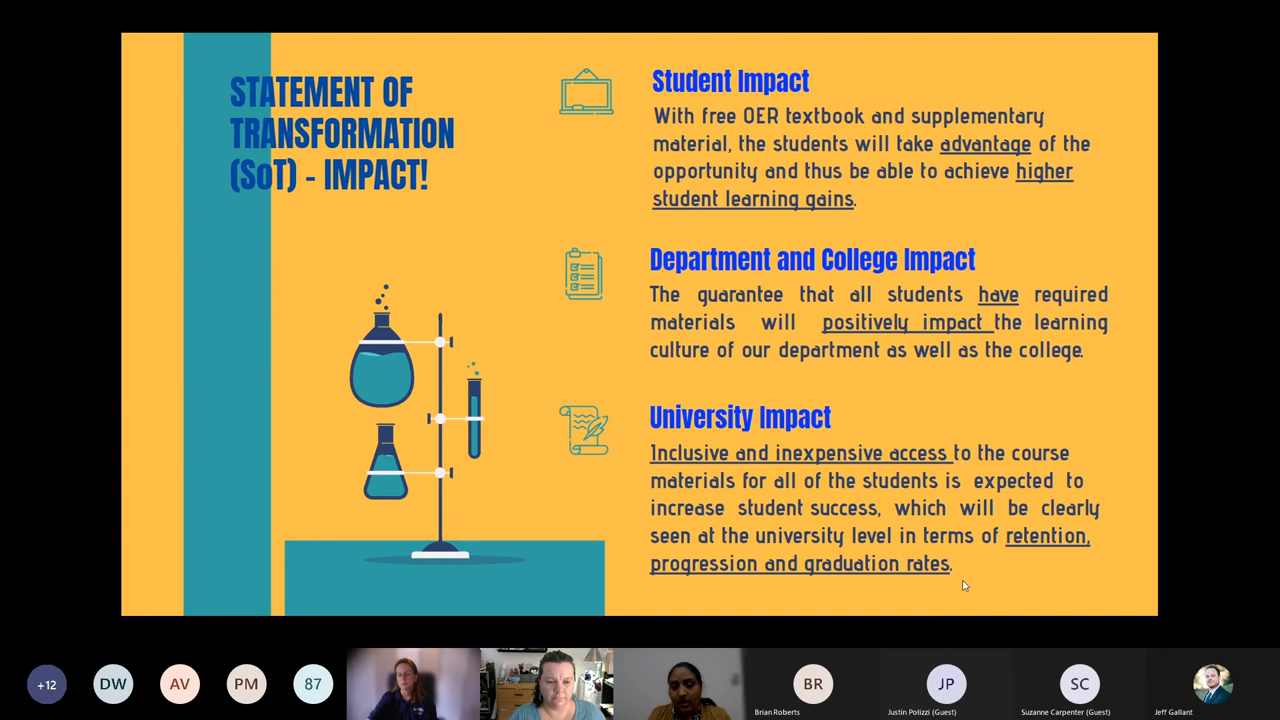 STATEMENT OF
TRANSFORMATION
(SoT) - IMPACT!
Student Impact
With free OER textbook and supplementary
material, the students will take advantage of the
opportunity and thus be able to achieve higher
student learning gains.
Department and College Impact
The guarantee that all students have required
materials will positively impact the learning
culture of our department as well as the college.
University Impact
Inclusive and inexpensive access to the course
materials for all of the students is expected to
increase student success, which will be clearly
seen at the university level in terms of retention,
progression and graduation rates.
+12
DW
AV
PM
87
BR
Brian Roberts
JP
Justin Polizzi (Guest)
SC
Suzanne Carpenter (Guest)
Jeff Gallant